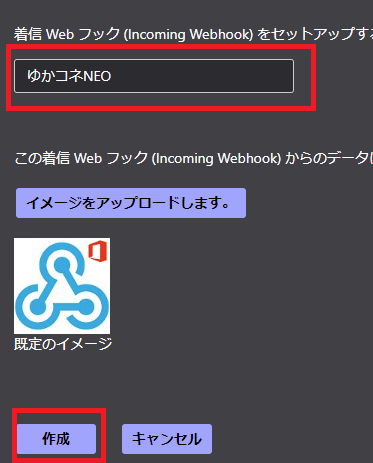 着信 Web フック (Incoming Webhook) をセットアップす
ゆかコネNEO
この着信 Web フック (Incoming Webhook) からのデータ
イメージをアップロードします。
既定のイメージ
作成
キャンセル